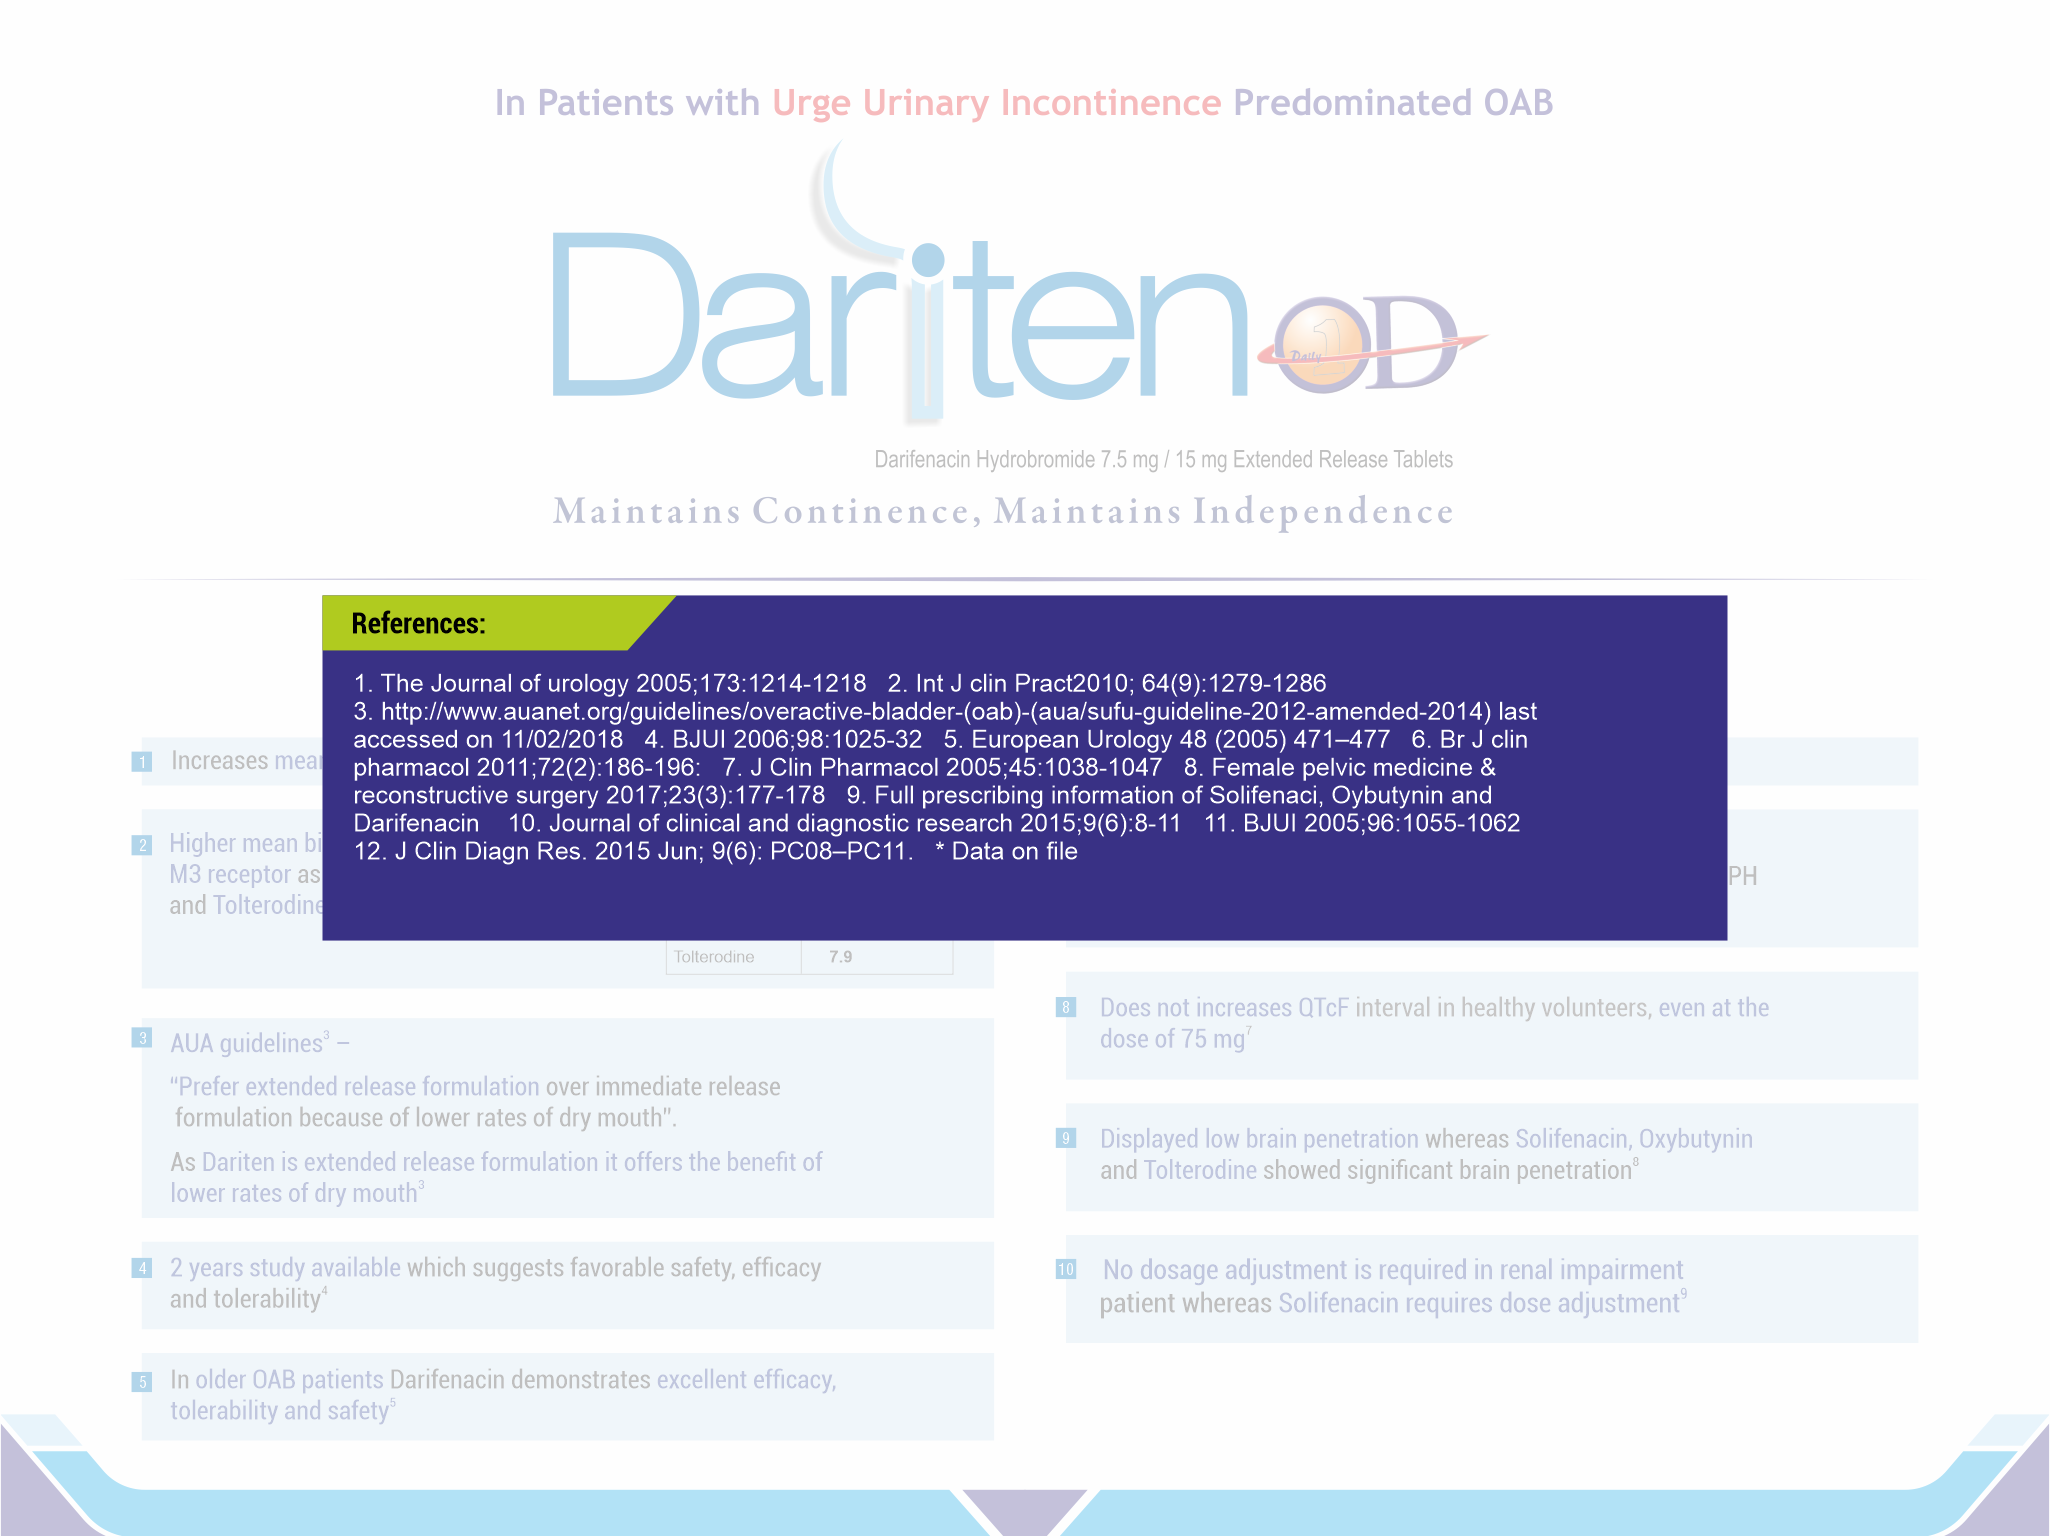 In Patients with Urge Urinary Incontinence Predominated OAB
Dariten 1 Daily OD
Darifenacin Hydrobromide 7.5 mg / 15 mg Extended Release Tablets
Maintains Continence, Maintains Independence
References:
1. The Journal of urology 2005;173:1214-1218 2. Int J clin Pract2010; 64(9):1279-1286
3. http://www.auanet.org/guidelines/overactive-bladder-(oab)-(aua/sufu-guideline-2012-amended-2014) last
accessed on 11/02/2018 4. BJUI 2006;98:1025-32 5. European Urology 48 (2005) 471–477 6. Br J clin
pharmacol 2011;72(2):186-196: 7. J Clin Pharmacol 2005;45:1038-1047 8. Female pelvic medicine &
reconstructive surgery 2017;23(3):177-178 9. Full prescribing information of Solifenaci, Oybutynin and
Darifenacin 10. Journal of clinical and diagnostic research 2015;9(6):8-11 11. BJUI 2005;96:1055-1062
12. J Clin Diagn Res. 2015 Jun; 9(6): PC08–PC11. * Data on file
1 Increases
2 Higher mean
M3 receptor as
and Tolterodine
Tolterodine 7.9
3 AUA guidelines3 –
“Prefer extended release formulation over immediate release
formulation because of lower rates of dry mouth”.
As Dariten is extended release formulation it offers the benefit of
lower rates of dry mouth3
4 2 years study available which suggests favorable safety, efficacy
and tolerability4
5 In older OAB patients Darifenacin demonstrates excellent efficacy,
tolerability and safety5
PH
8 Does not increases QTcF interval in healthy volunteers, even at the
dose of 75 mg7
9 Displayed low brain penetration whereas Solifenacin, Oxybutynin
and Tolterodine showed significant brain penetration8
10 No dosage adjustment is required in renal impairment
patient whereas Solifenacin requires dose adjustment9